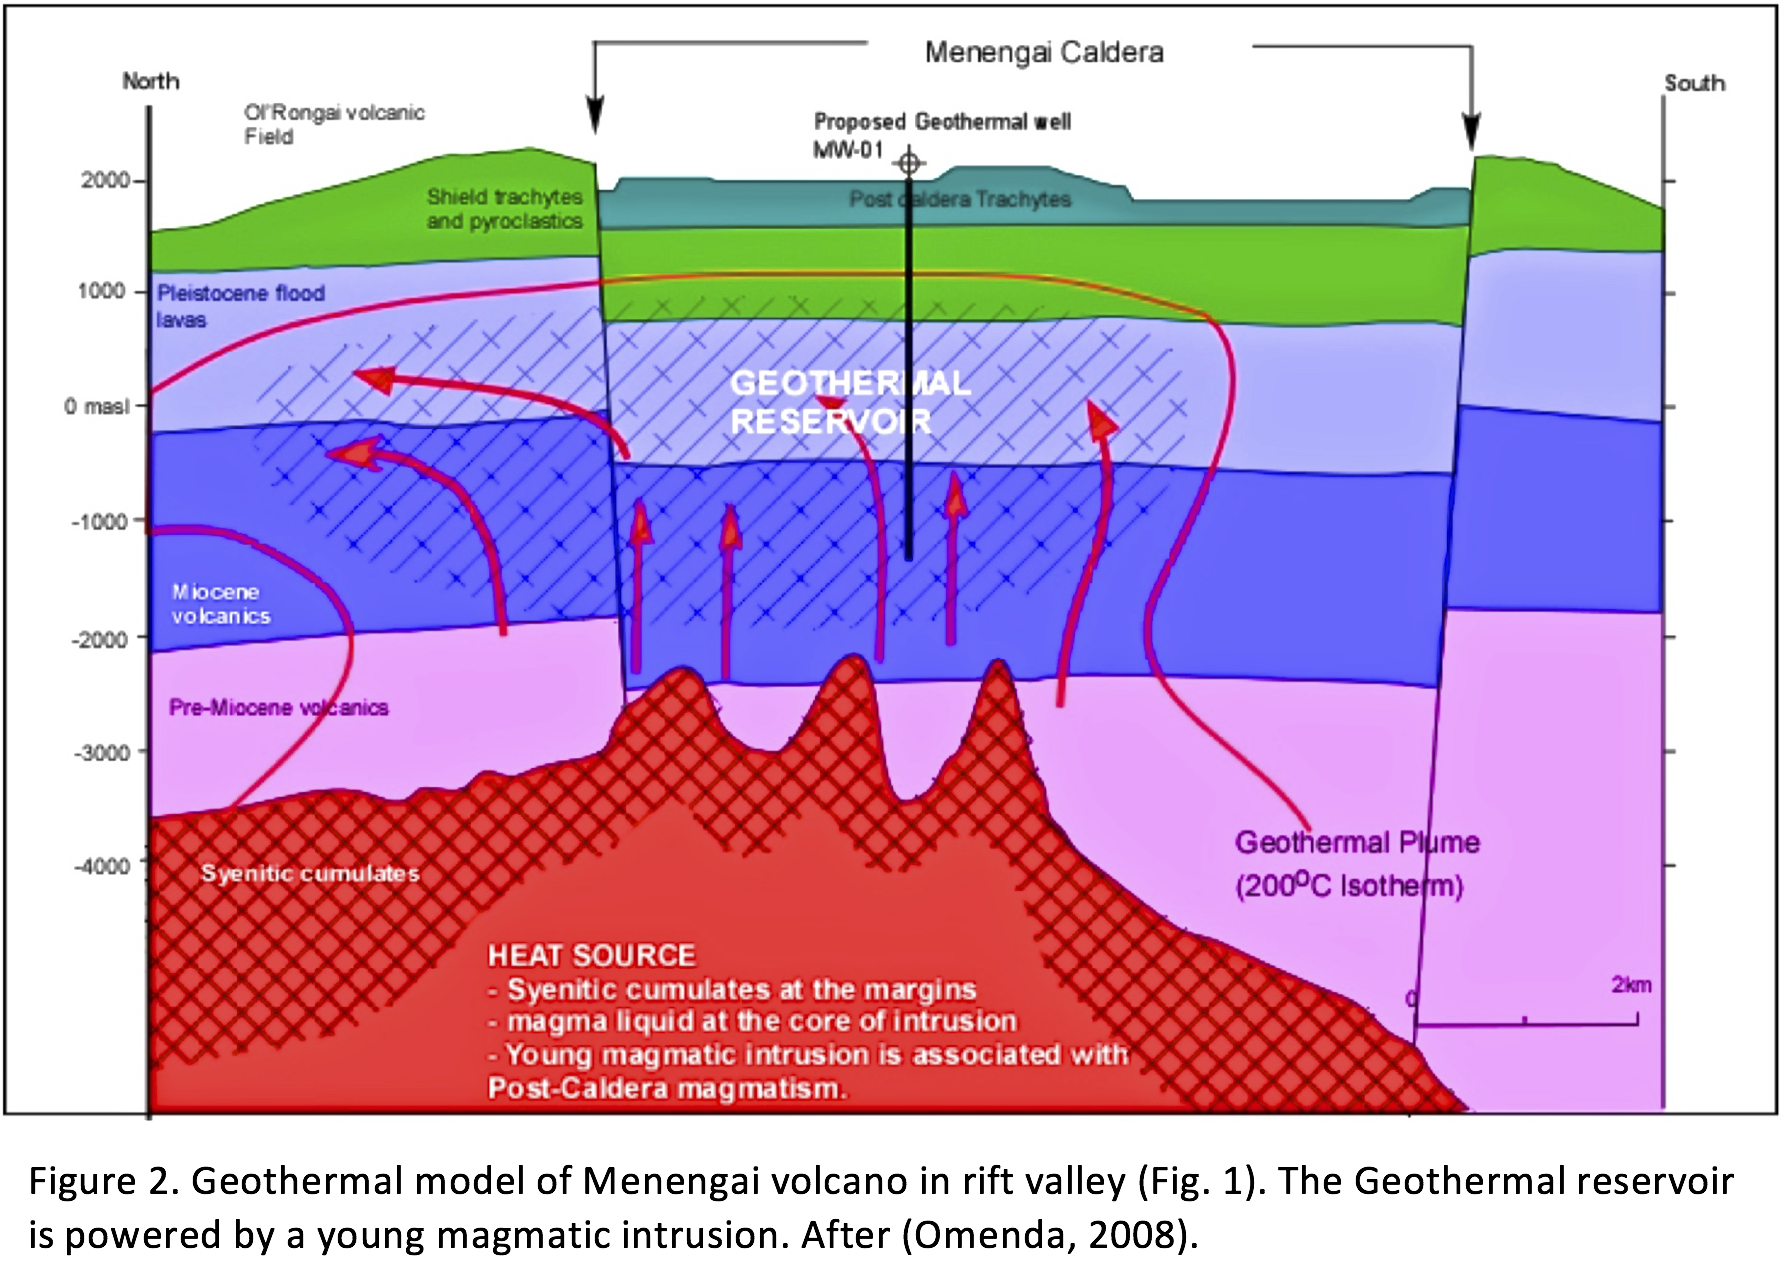 Menengai Caldera
North
South
Ol'Rongai volcanic
Field
Proposed Geothermal well
MW-01
2000
Shield trachytes
and pyroclastics
Post caldera Trachytes
1000
Pleistocene flood
lavas
GEOTHERMAL
RESERVOIR
0 masl
-1000
Miocene
volcanics
-2000
Pre-Miocene volcanics
-3000
Geothermal Plume
(200⁰C Isotherm)
-4000
Syenitic cumulates
HEAT SOURCE
- Syenitic cumulates at the margins
- magma liquid at the core of intrusion
- Young magmatic intrusion is associated with
Post-Caldera magmatism.
0 2km
Figure 2. Geothermal model of Menengai volcano in rift valley (Fig. 1). The Geothermal reservoir
is powered by a young magmatic intrusion. After (Omenda, 2008).